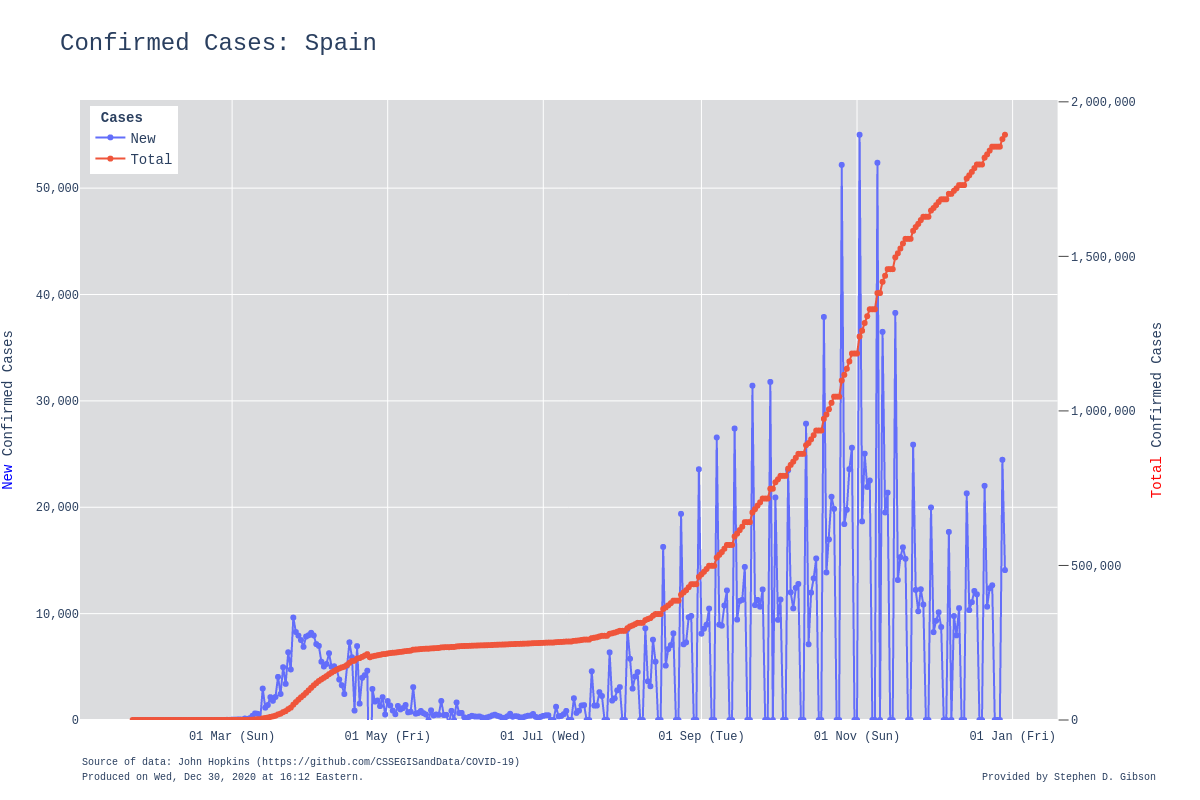 Confirmed Cases: Spain
Cases
New
Total
2,000,000
1,500,000
1,000,000
500,000
0
50,000
40,000
30,000
20,000
10,000
0
New Confirmed Cases
Total Confirmed Cases
01 Mar (Sun)
01 May (Fri)
01 Jul (Wed)
01 Sep (Tue)
01 Nov (Sun)
01 Jan (Fri)
Source of data: John Hopkins (https://github.com/CSSEGISandData/COVID-19)
Produced on Wed, Dec 30, 2020 at 16:12 Eastern.
Provided by Stephen D. Gibson